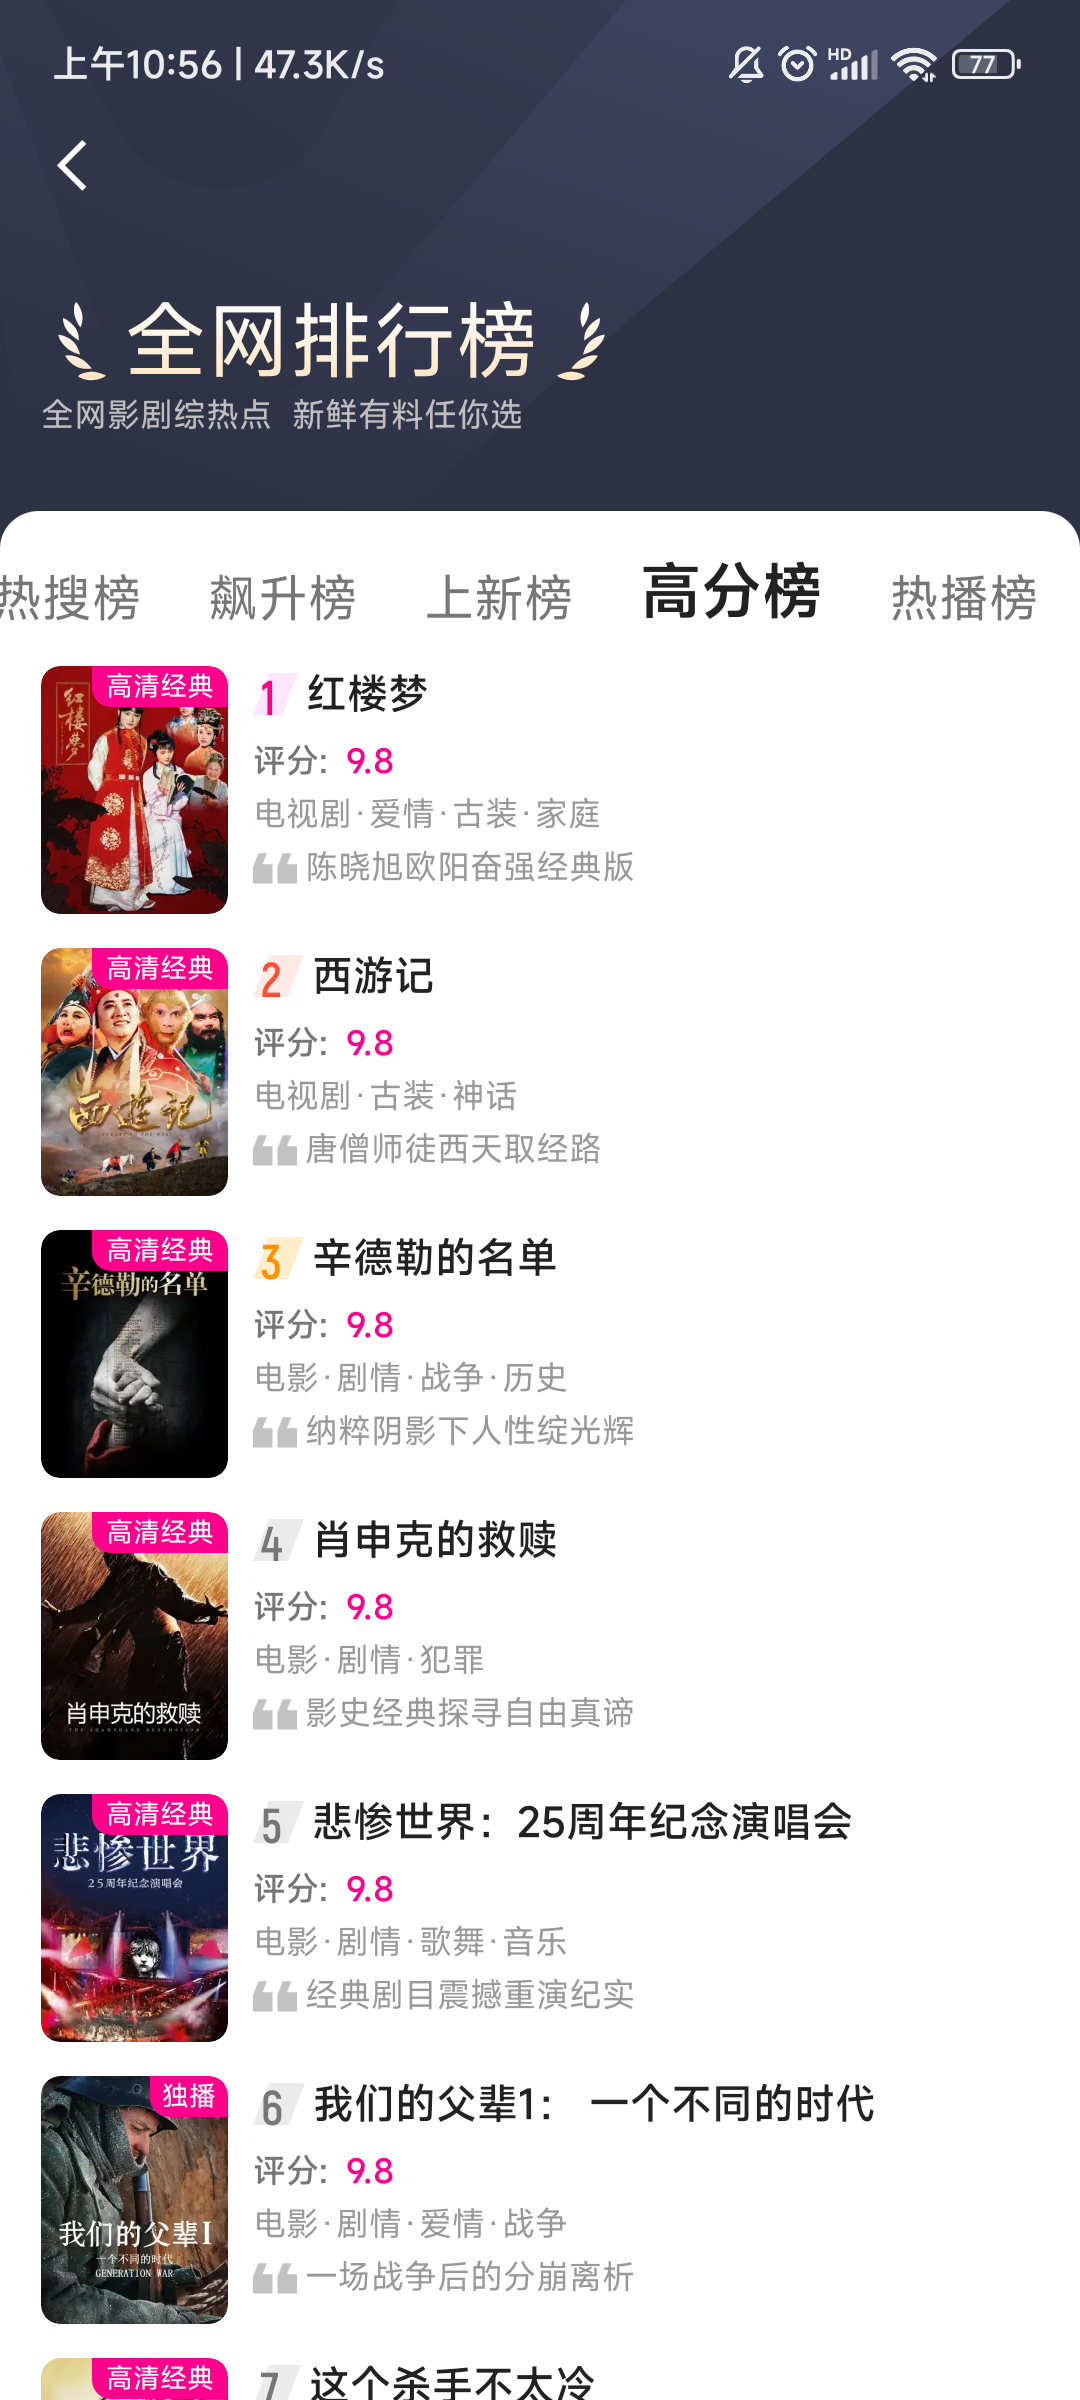 上午10:56 | 47.3K/s
HD
77
全网排行榜
全网影剧综热点 新鲜有料任你选
热搜榜 飙升榜 上新榜 高分榜 热播榜
高清经典
红楼梦
1 红楼梦
评分: 9.8
电视剧·爱情·古装·家庭
陈晓旭欧阳奋强经典版
高清经典
西遊记
2 西游记
评分: 9.8
电视剧·古装·神话
唐僧师徒西天取经路
高清经典
辛德勒的名单
3 辛德勒的名单
评分: 9.8
电影·剧情·战争·历史
纳粹阴影下人性绽光辉
高清经典
肖申克的救赎
THE SHAWSHANK REDEMPTION
4 肖申克的救赎
评分: 9.8
电影·剧情·犯罪
影史经典探寻自由真谛
高清经典
悲惨世界
25周年纪念演唱会
5 悲惨世界：25周年纪念演唱会
评分: 9.8
电影·剧情·歌舞·音乐
经典剧目震撼重演纪实
独播
我们的父辈I
一个不同的时代
GENERATION WAR
6 我们的父辈1： 一个不同的时代
评分: 9.8
电影·剧情·爱情·战争
一场战争后的分崩离析
高清经典
7 这个杀手不太冷